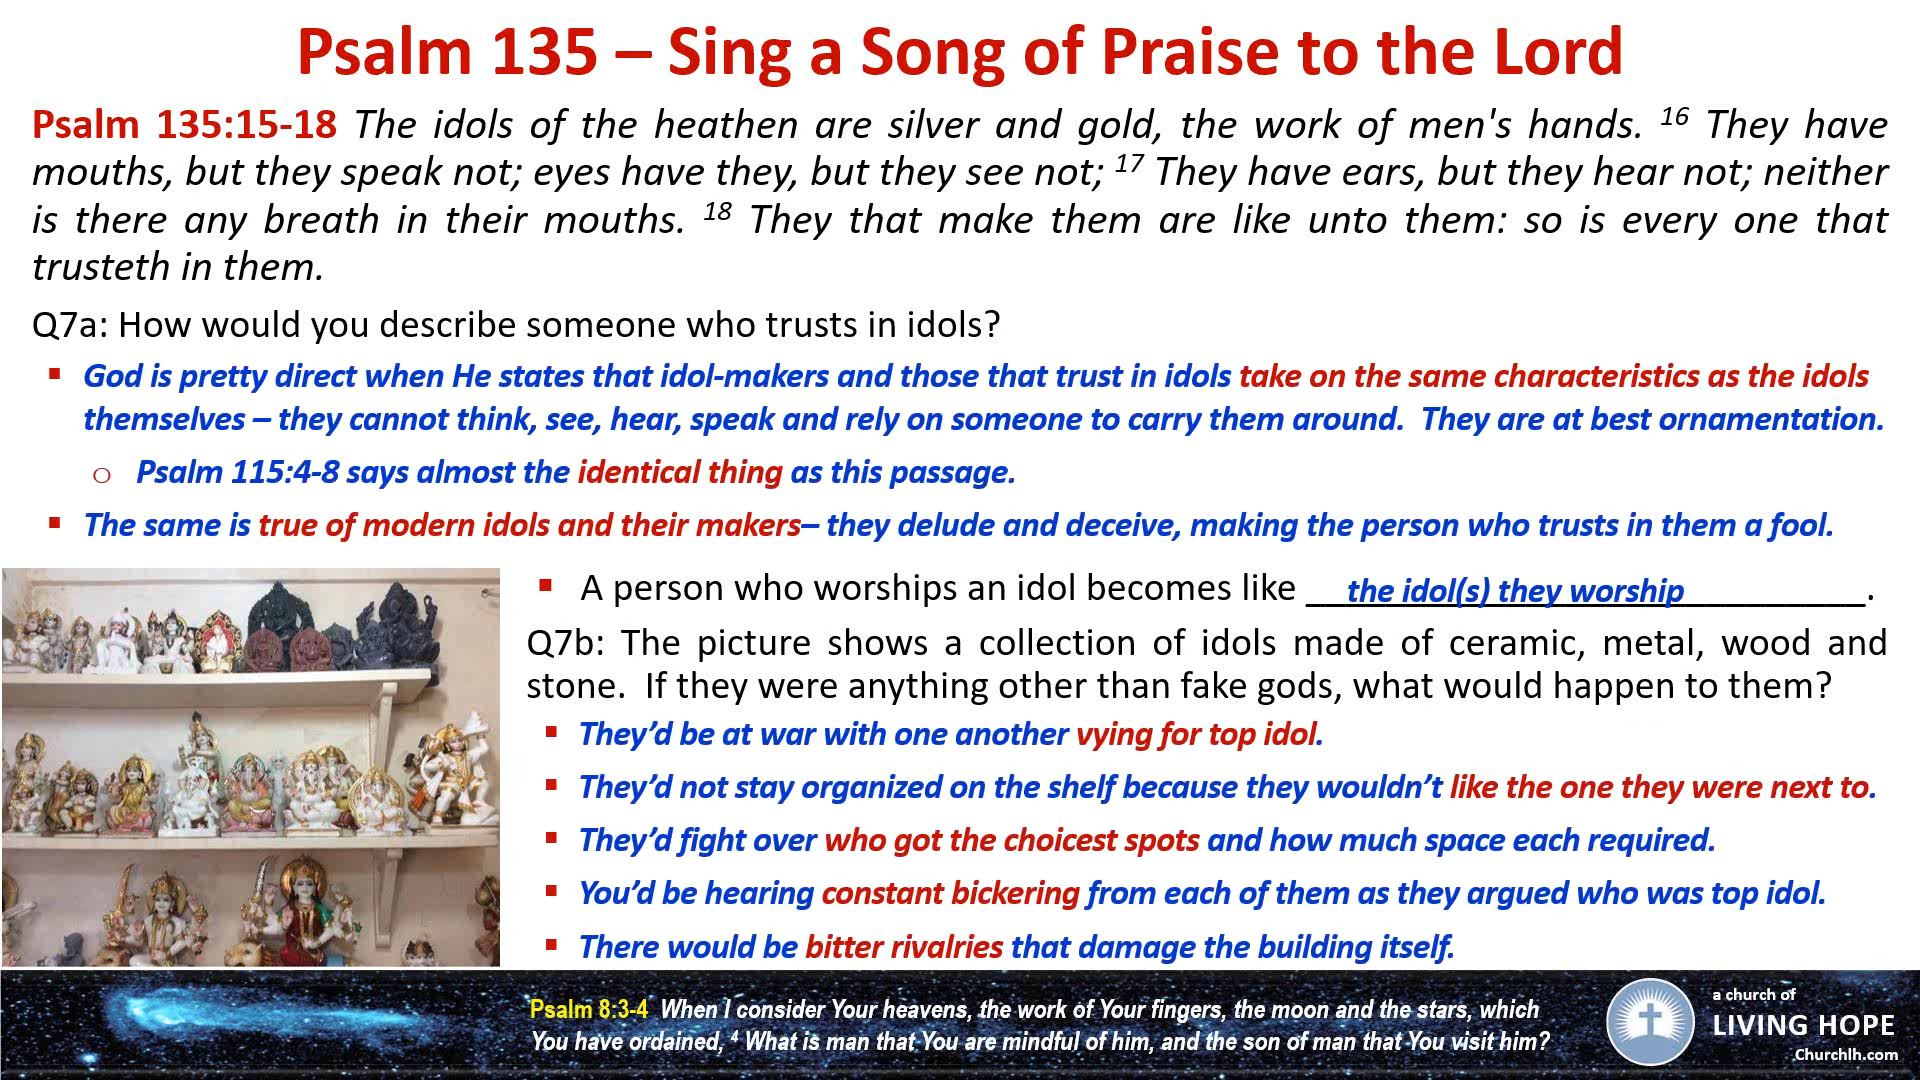 Psalm 135 – Sing a Song of Praise to the Lord
Psalm 135:15-18 The idols of the heathen are silver and gold, the work of men's hands. 16 They have
mouths, but they speak not; eyes have they, but they see not; 17 They have ears, but they hear not; neither
is there any breath in their mouths. 18 They that make them are like unto them: so is every one that
trusteth in them.
Q7a: How would you describe someone who trusts in idols?
▪ God is pretty direct when He states that idol-makers and those that trust in idols take on the same characteristics as the idols
themselves – they cannot think, see, hear, speak and rely on someone to carry them around. They are at best ornamentation.
o Psalm 115:4-8 says almost the identical thing as this passage.
▪ The same is true of modern idols and their makers– they delude and deceive, making the person who trusts in them a fool.
▪ A person who worships an idol becomes like __the idol(s) they worship_________.
Q7b: The picture shows a collection of idols made of ceramic, metal, wood and
stone. If they were anything other than fake gods, what would happen to them?
▪ They’d be at war with one another vying for top idol.
▪ They’d not stay organized on the shelf because they wouldn’t like the one they were next to.
▪ They’d fight over who got the choicest spots and how much space each required.
▪ You’d be hearing constant bickering from each of them as they argued who was top idol.
▪ There would be bitter rivalries that damage the building itself.
Psalm 8:3-4 When I consider Your heavens, the work of Your fingers, the moon and the stars, which
You have ordained, 4 What is man that You are mindful of him, and the son of man that You visit him?
a church of
LIVING HOPE
Churchlh.com